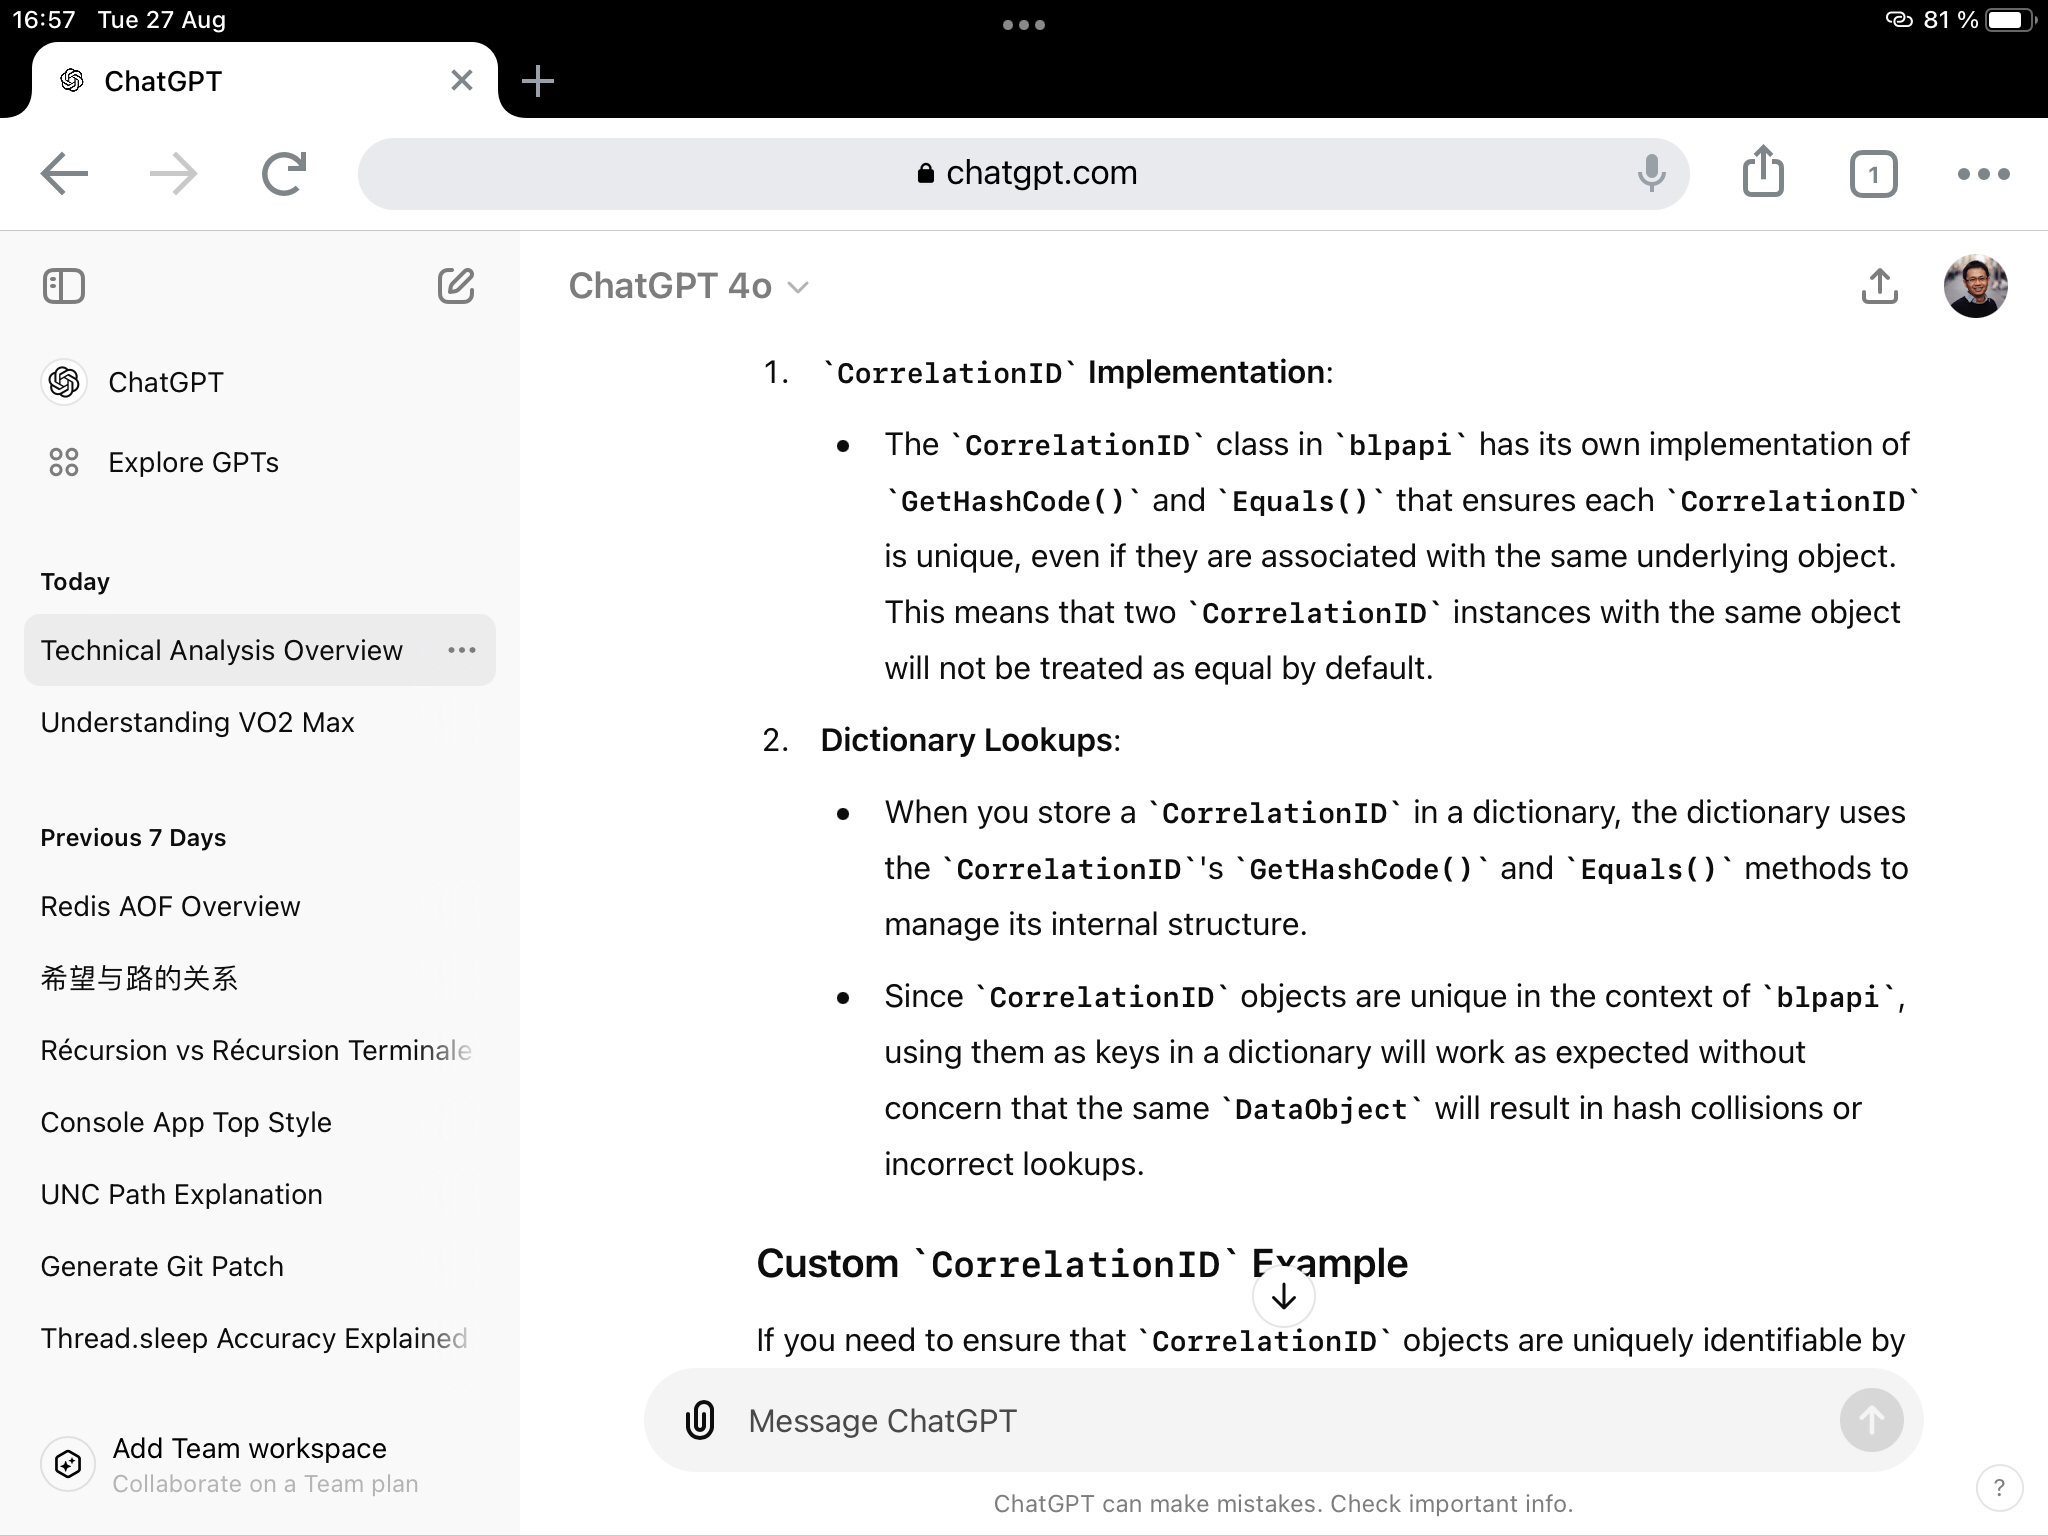 16:57 Tue 27 Aug
81 %
ChatGPT
chatgpt.com
1
ChatGPT
Explore GPTs
Today
Technical Analysis Overview
Understanding VO2 Max
Previous 7 Days
Redis AOF Overview
希望与路的关系
Récursion vs Récursion Terminale
Console App Top Style
UNC Path Explanation
Generate Git Patch
Thread.sleep Accuracy Explained
Add Team workspace
Collaborate on a Team plan
ChatGPT 4o
1. `CorrelationID` Implementation:
• The `CorrelationID` class in `blpapi` has its own implementation of
`GetHashCode()` and `Equals()` that ensures each `CorrelationID`
is unique, even if they are associated with the same underlying object.
This means that two `CorrelationID` instances with the same object
will not be treated as equal by default.
2. Dictionary Lookups:
• When you store a `CorrelationID` in a dictionary, the dictionary uses
the `CorrelationID`'s `GetHashCode()` and `Equals()` methods to
manage its internal structure.
• Since `CorrelationID` objects are unique in the context of `blpapi`,
using them as keys in a dictionary will work as expected without
concern that the same `DataObject` will result in hash collisions or
incorrect lookups.
Custom `CorrelationID` Example
If you need to ensure that `CorrelationID` objects are uniquely identifiable by
Message ChatGPT
ChatGPT can make mistakes. Check important info.
?